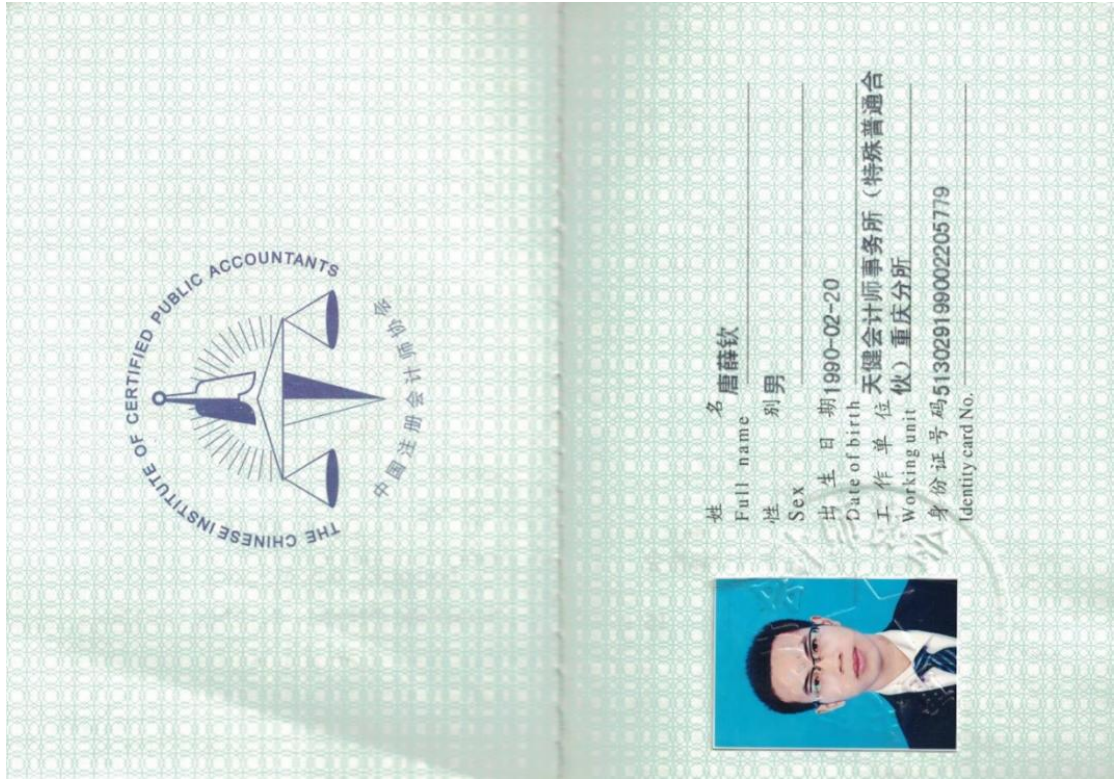 THE CHINESE INSTITUTE OF CERTIFIED PUBLIC ACCOUNTANTS
中国注册会计师协会
姓 名 唐薛钦
Full name
性 别 男
Sex
出生日期 1990-02-20
Date of birth
工作单位 天健会计师事务所（特殊普通合
Working unit 伙）重庆分所
身份证号码 513029199002205779
Identity card No.